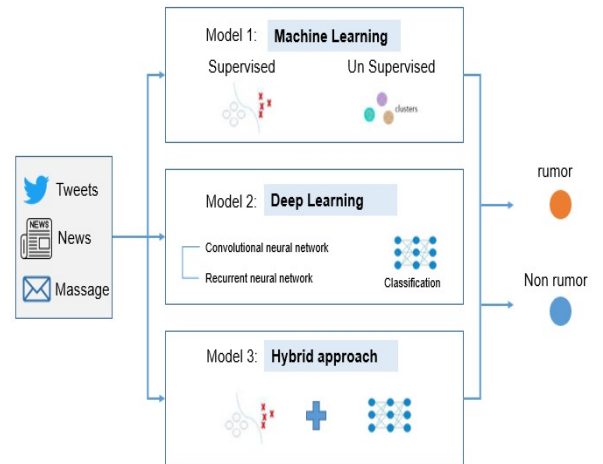 Model 1: Machine Learning
Supervised
Un Supervised
clusters
Tweets
NEWS
News
Massage
Model 2: Deep Learning
Convolutional neural network
Recurrent neural network
Classification
Model 3: Hybrid approach
rumor
Non rumor